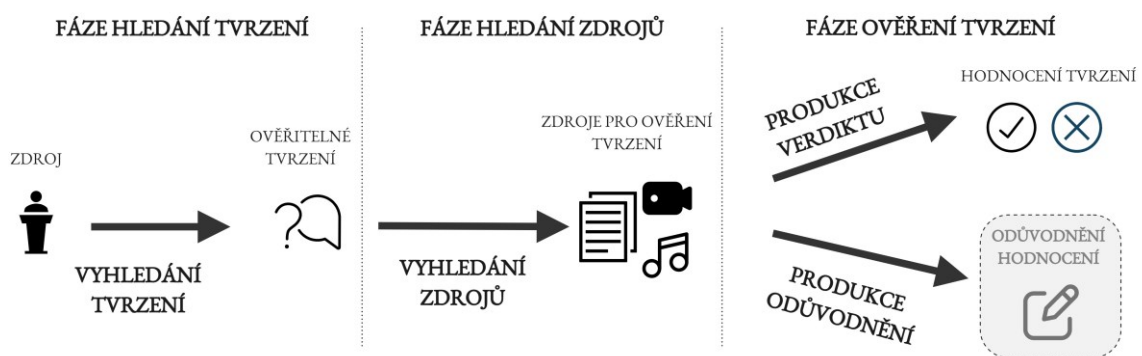 FÁZE HLEDÁNÍ TVRZENÍ
ZDROJ
OVĚŘITELNÉ
TVRZENÍ
VYHLEDÁNÍ
TVRZENÍ
FÁZE HLEDÁNÍ ZDROJŮ
ZDROJE PRO OVĚŘENÍ
TVRZENÍ
VYHLEDÁNÍ
ZDROJŮ
FÁZE OVĚŘENÍ TVRZENÍ
PRODUKCE
VERDIKTU
HODNOCENÍ TVRZENÍ
PRODUKCE
ODŮVODNĚNÍ
ODŮVODNĚNÍ
HODNOCENÍ